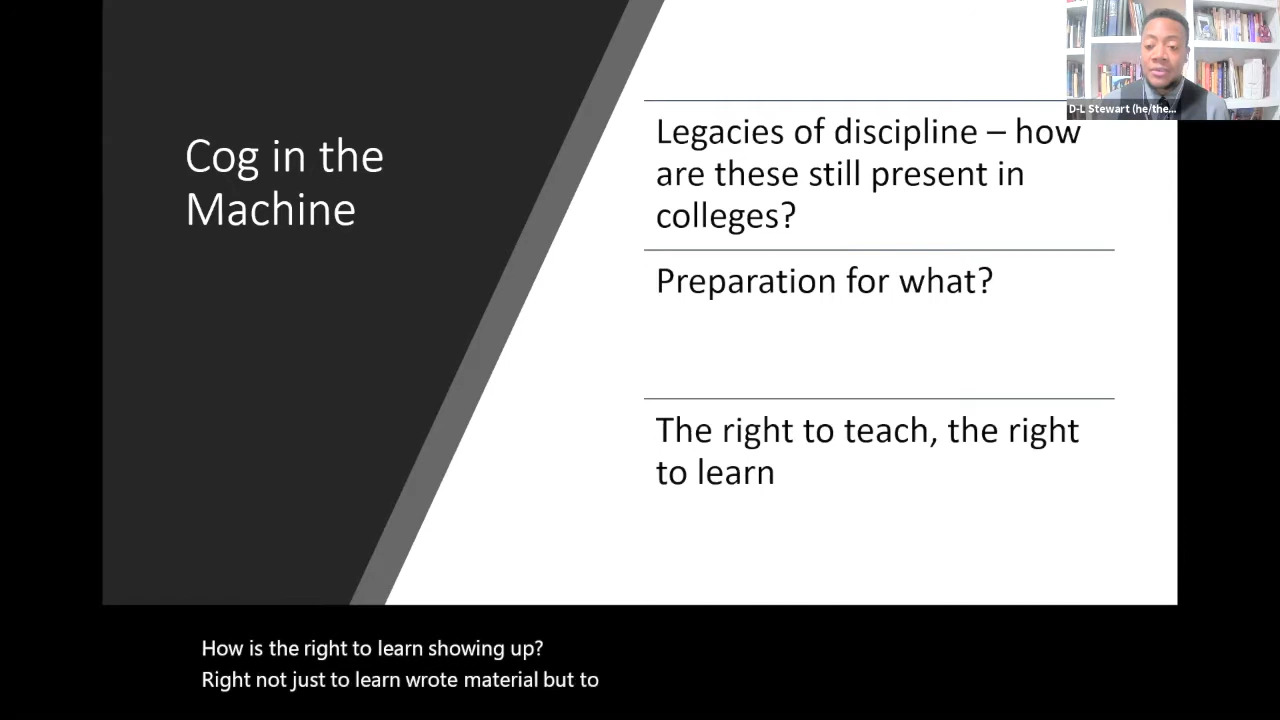 Cog in the
Machine
D-L Stewart (he/the...
Legacies of discipline – how
are these still present in
colleges?
Preparation for what?
The right to teach, the right
to learn
How is the right to learn showing up?
Right not just to learn wrote material but to